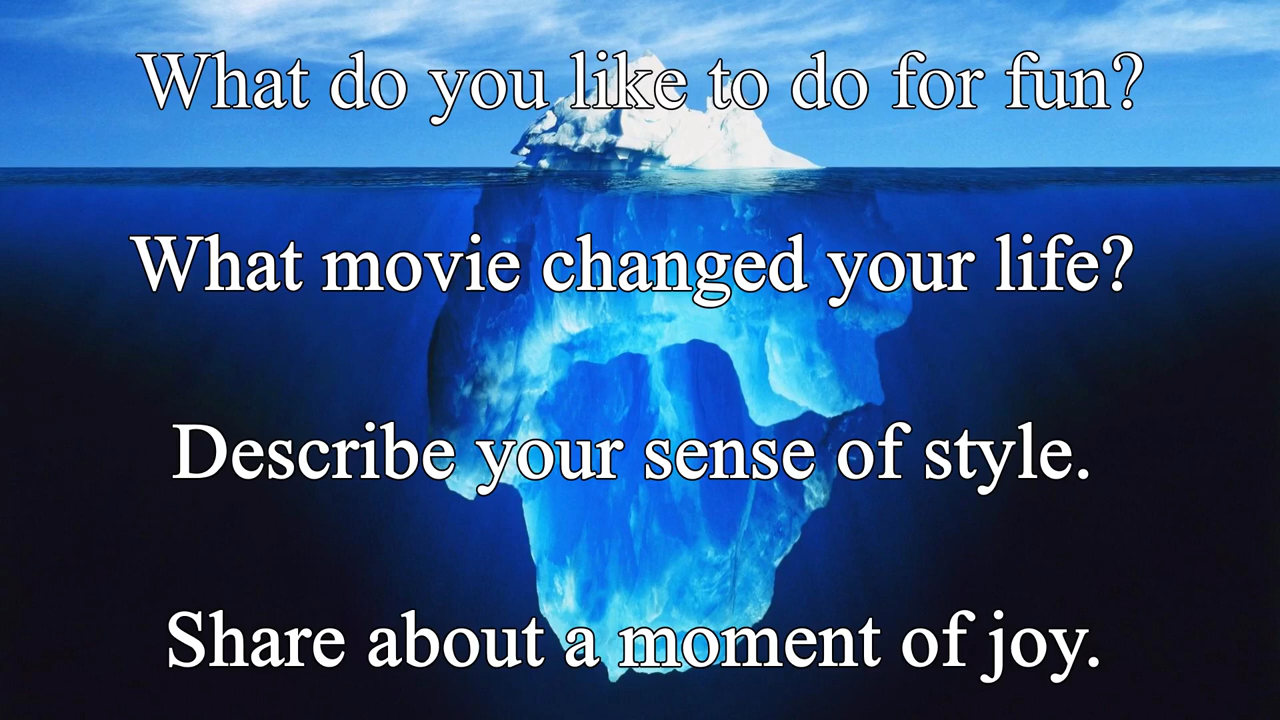 What do you like to do for fun?
What movie changed your life?
Describe your sense of style.
Share about a moment of joy.